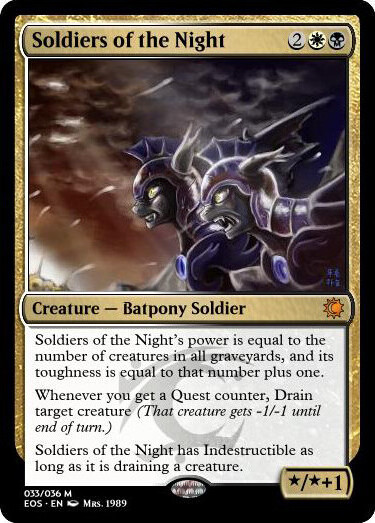 Soldiers of the Night 2
Creature — Batpony Soldier
Soldiers of the Night's power is equal to the
number of creatures in all graveyards, and its
toughness is equal to that number plus one.
Whenever you get a Quest counter, Drain
target creature (That creature gets -1/-1 until
end of turn.)
Soldiers of the Night has Indestructible as
long as it is draining a creature.
★/★+1
033/036 M
EOS • EN Mrs. 1989